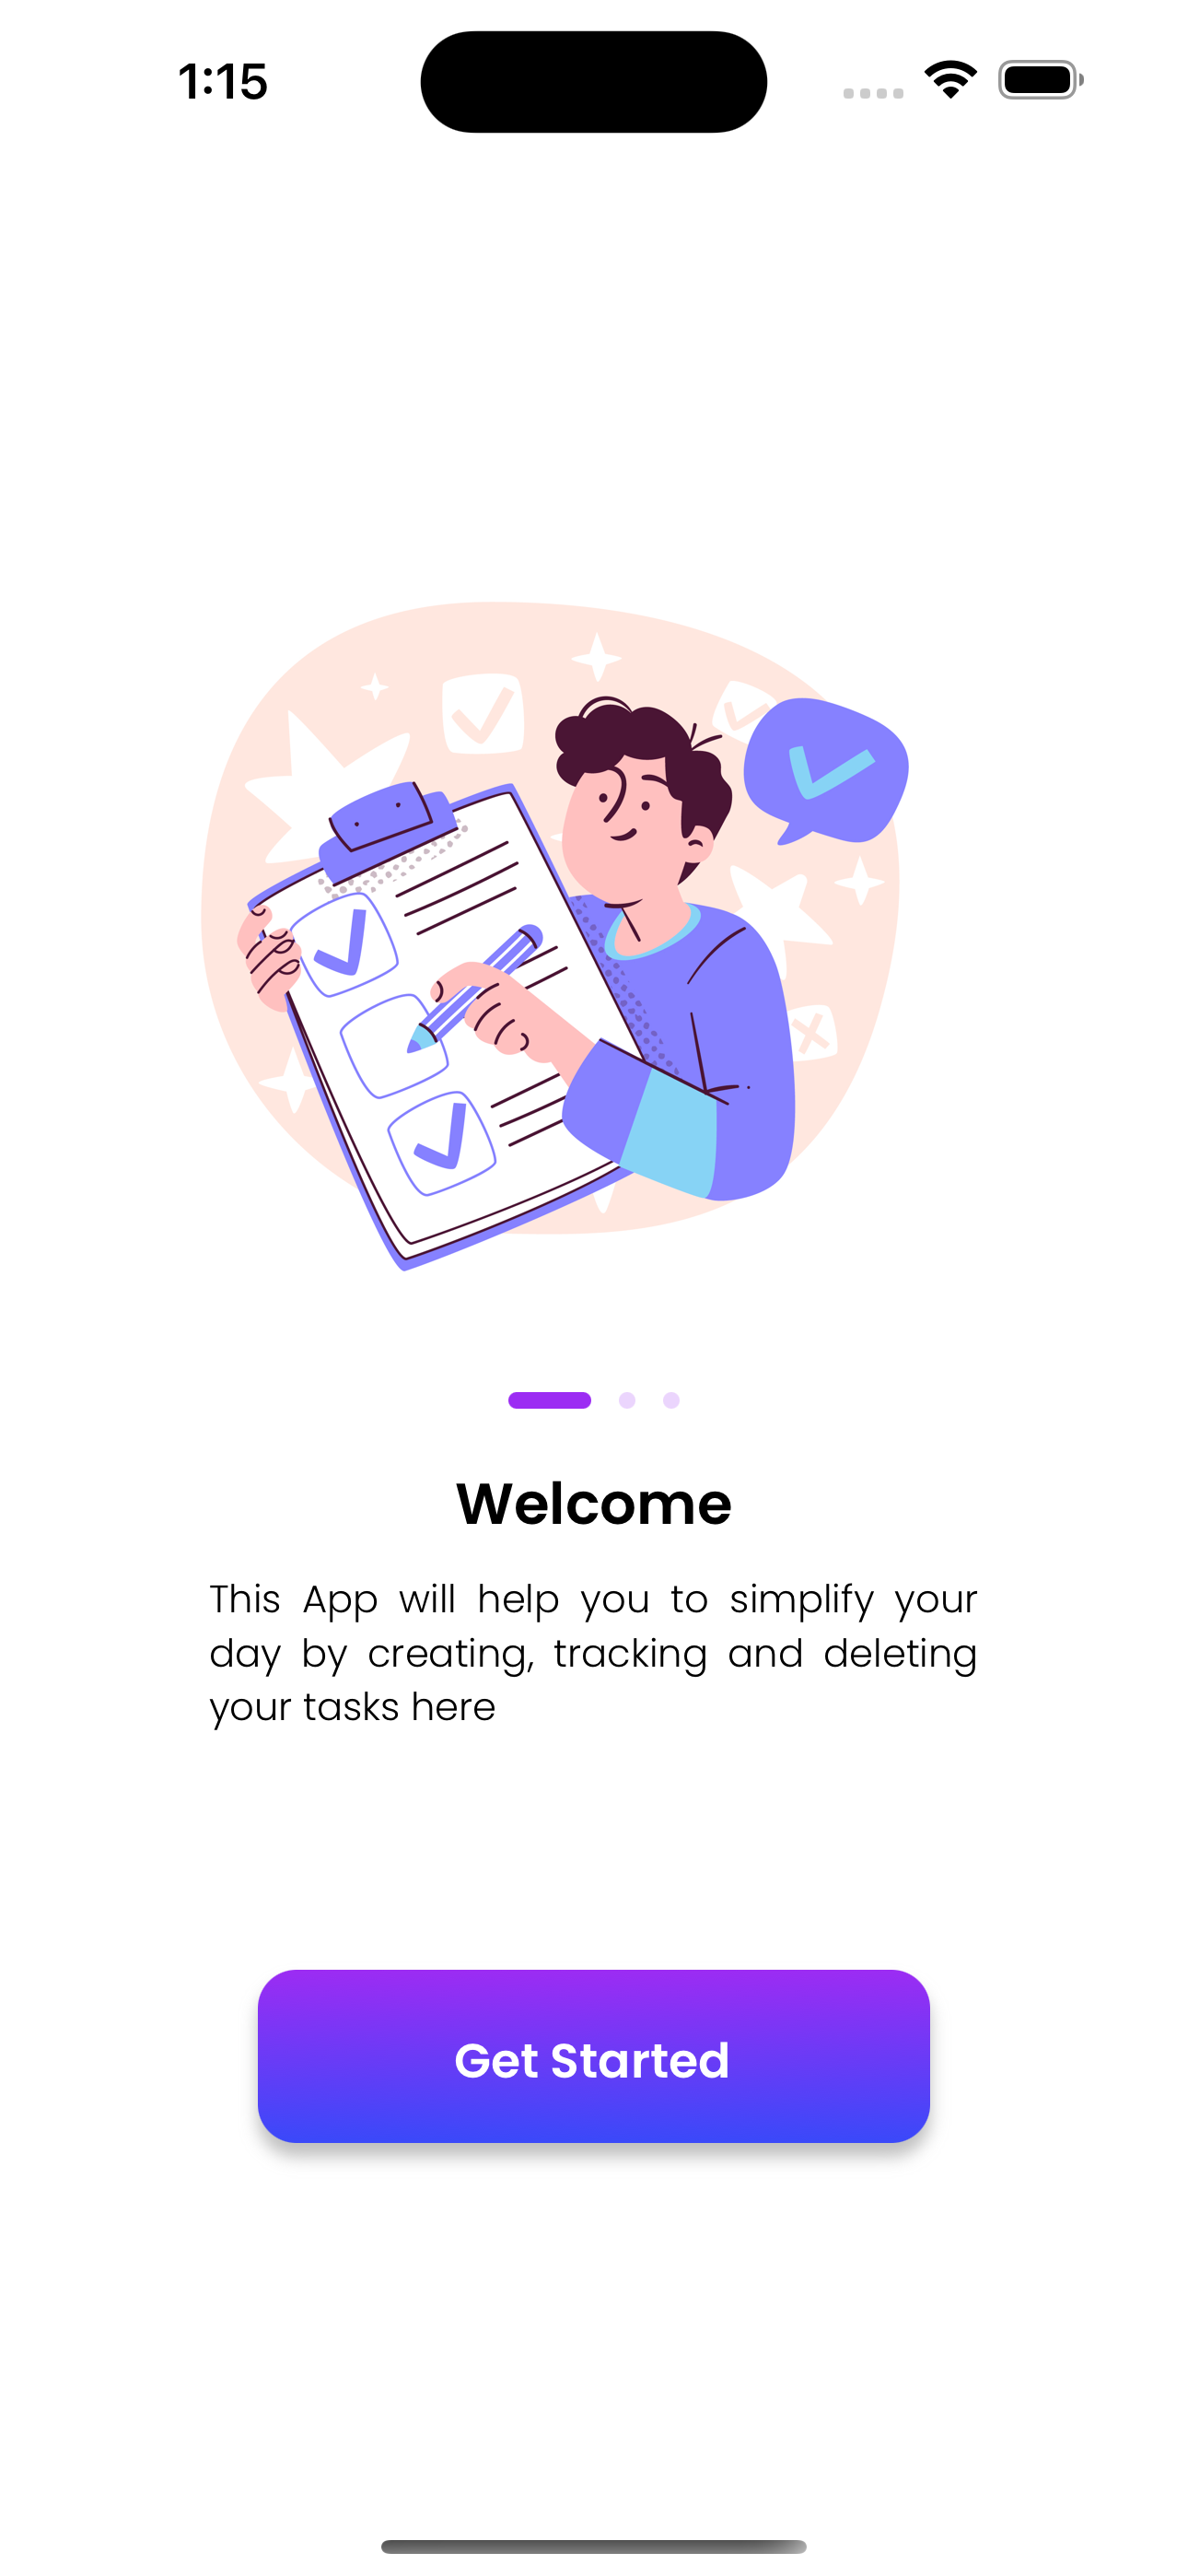 1:15
Welcome
This App will help you to simplify your
day by creating, tracking and deleting
your tasks here
Get Started